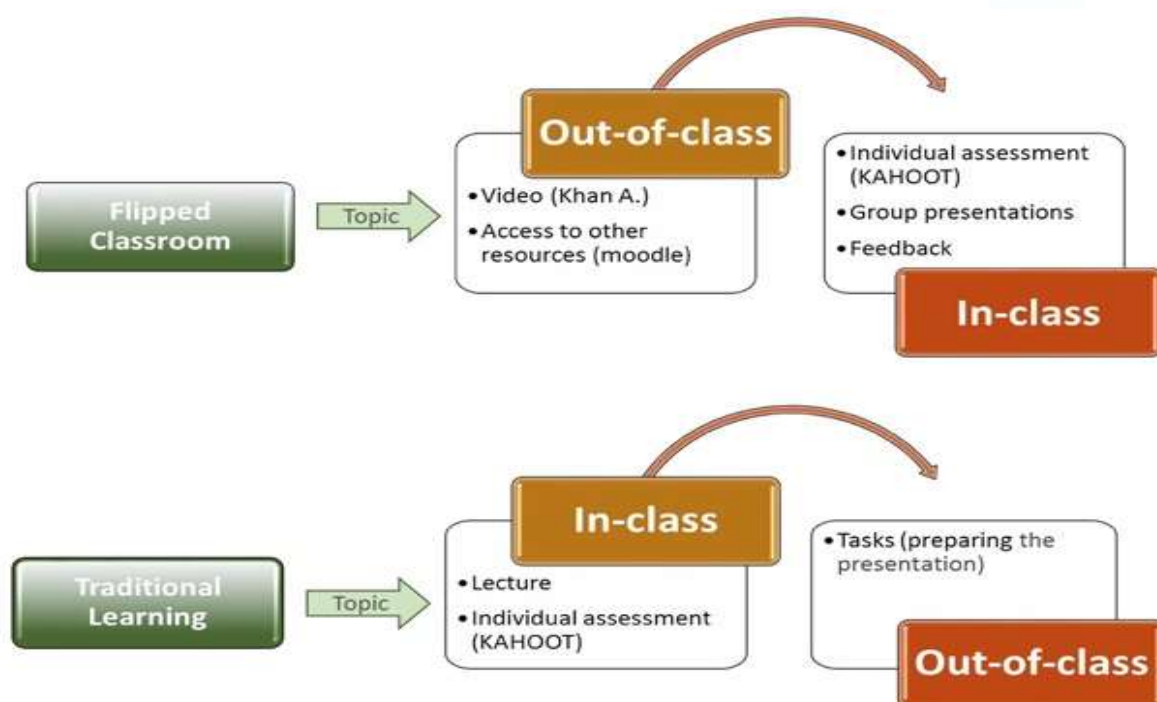 Out-of-class
Flipped
Classroom
Topic
• Video (Khan A.)
• Access to other
resources (moodle)
• Individual assessment
(KAHOOT)
• Group presentations
• Feedback
In-class
In-class
Traditional
Learning
Topic
• Lecture
• Individual assessment
(KAHOOT)
• Tasks (preparing the
presentation)
Out-of-class